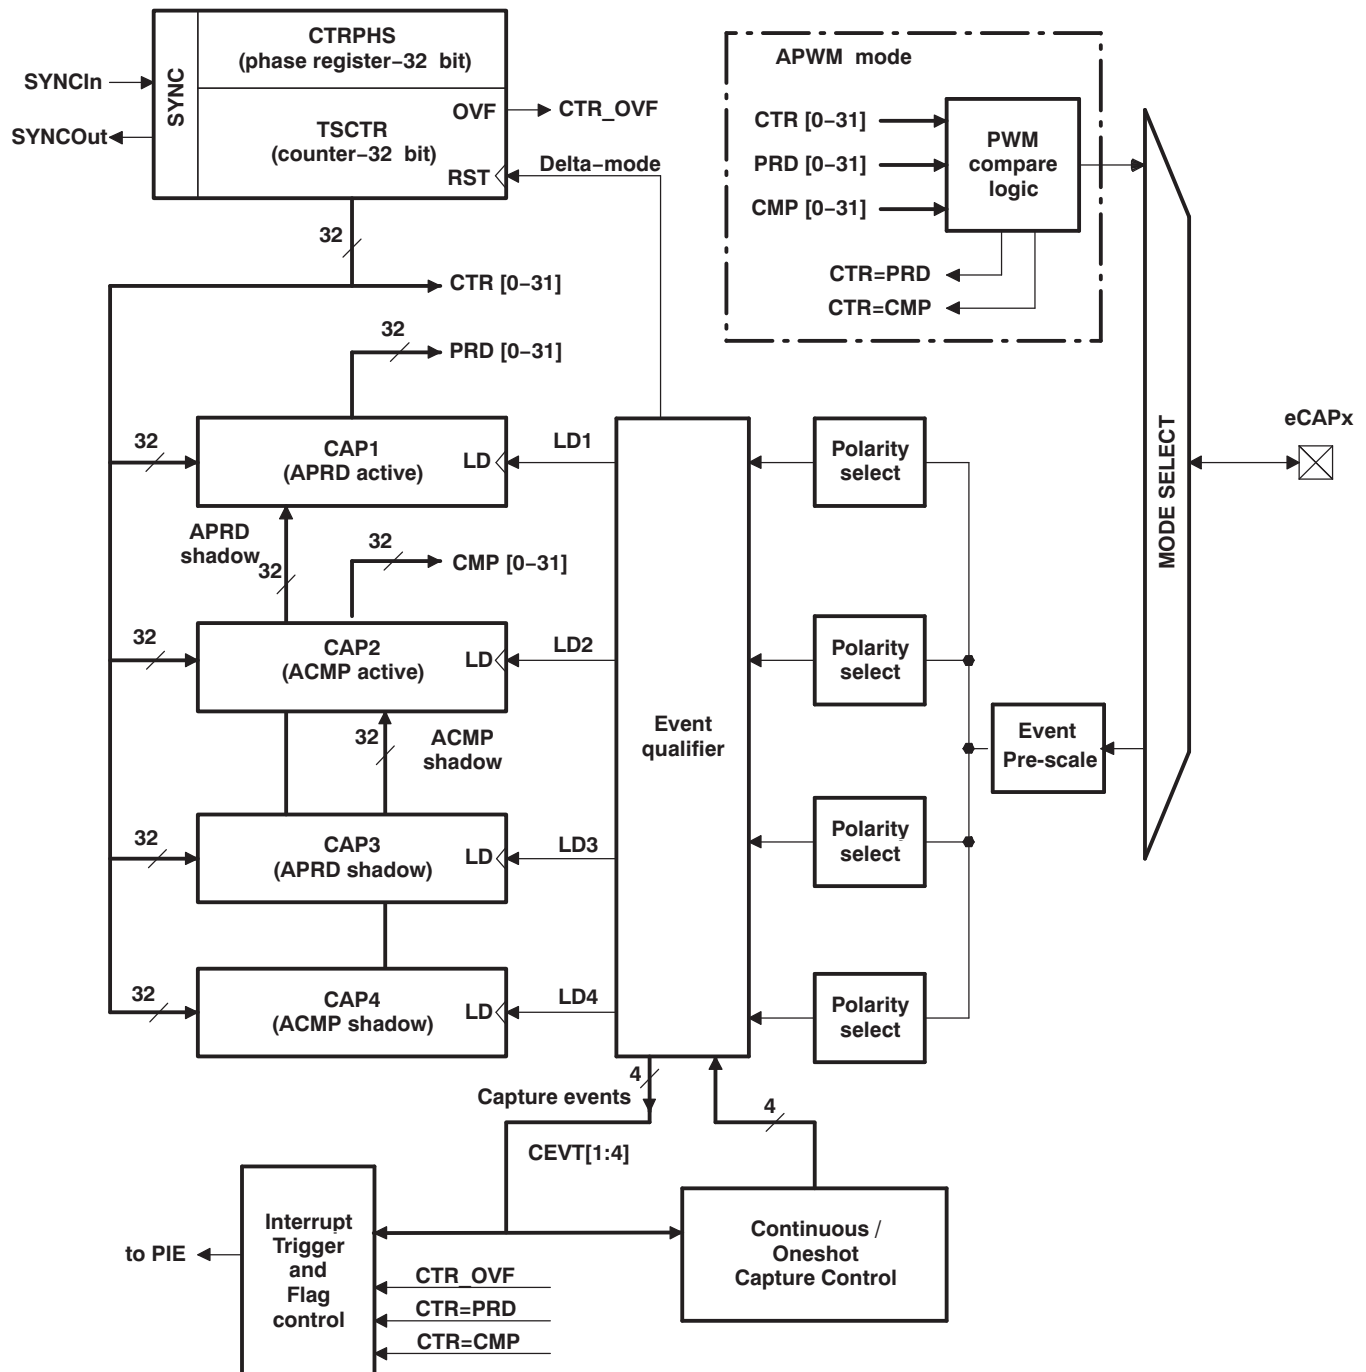 CTRPHS
(phase register−32 bit)
SYNC
SYNCIn
SYNCOut
OVF
CTR_OVF
TSCTR
(counter−32 bit)
RST
Delta−mode
32
CTR [0−31]
32
PRD [0−31]
APWM mode
CTR [0−31]
PRD [0−31]
CMP [0−31]
PWM
compare
logic
CTR=PRD
CTR=CMP
32
CAP1
(APRD active)
LD
LD1
Polarity
select
MODE SELECT
eCAPx
APRD
shadow
32
32
CMP [0−31]
32
CAP2
(ACMP active)
LD
LD2
Polarity
select
32
ACMP
shadow
Event
qualifier
Event
Pre-scale
32
CAP3
(APRD shadow)
LD
LD3
Polarity
select
32
CAP4
(ACMP shadow)
LD
LD4
Polarity
select
4
Capture events
4
CEVT[1:4]
Interrupt
Trigger
and
Flag
control
to PIE
CTR_OVF
CTR=PRD
CTR=CMP
Continuous /
Oneshot
Capture Control